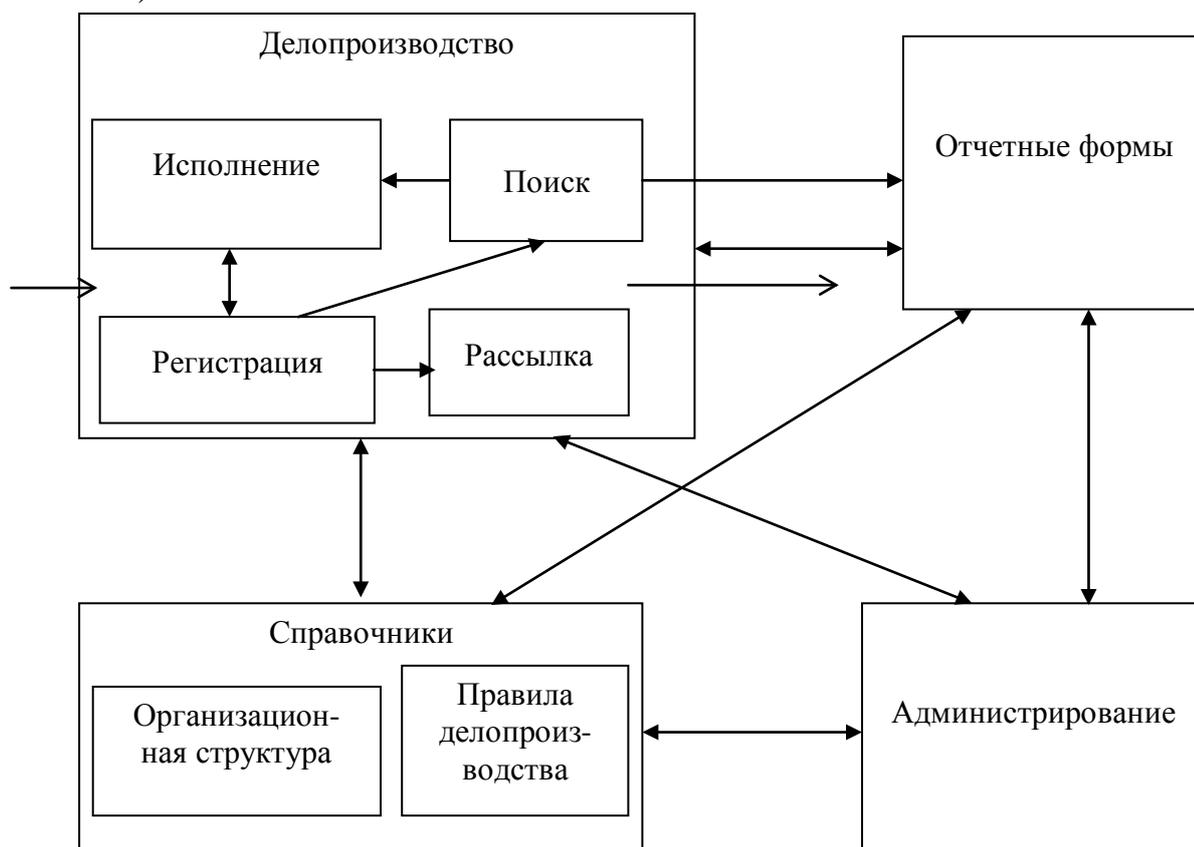 Делопроизводство
Исполнение
Поиск
Отчетные формы
Регистрация
Рассылка
Справочники
Организацион-
ная структура
Правила
делопроиз-
водства
Администрирование